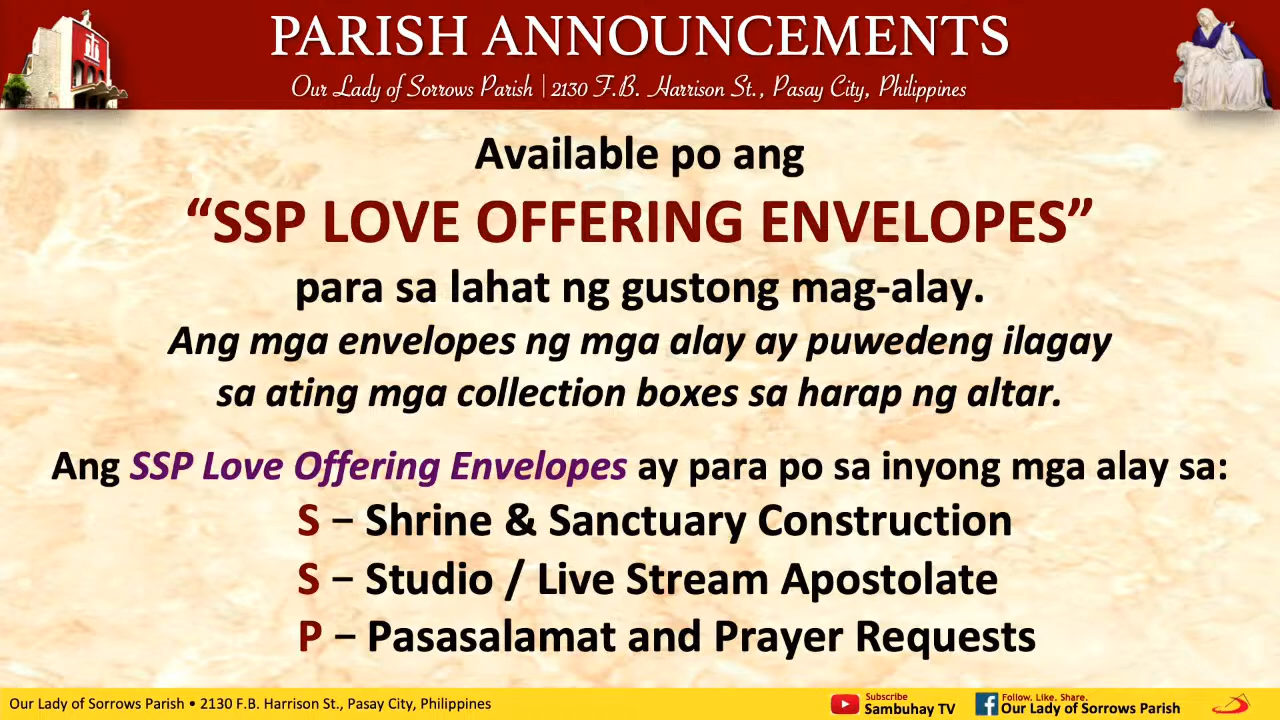 PARISH ANNOUNCEMENTS
Our Lady of Sorrows Parish | 2130 F.B. Harrison St., Pasay City, Philippines
Available po ang
“SSP LOVE OFFERING ENVELOPES”
para sa lahat ng gustong mag-alay.
Ang mga envelopes ng mga alay ay puwedeng ilagay
sa ating mga collection boxes sa harap ng altar.
Ang SSP Love Offering Envelopes ay para po sa inyong mga alay sa:
S – Shrine & Sanctuary Construction
S – Studio / Live Stream Apostolate
P – Pasasalamat and Prayer Requests
Our Lady of Sorrows Parish • 2130 F.B. Harrison St., Pasay City, Philippines
Subscribe
Sambuhay TV
Follow. Like. Share.
Our Lady of Sorrows Parish